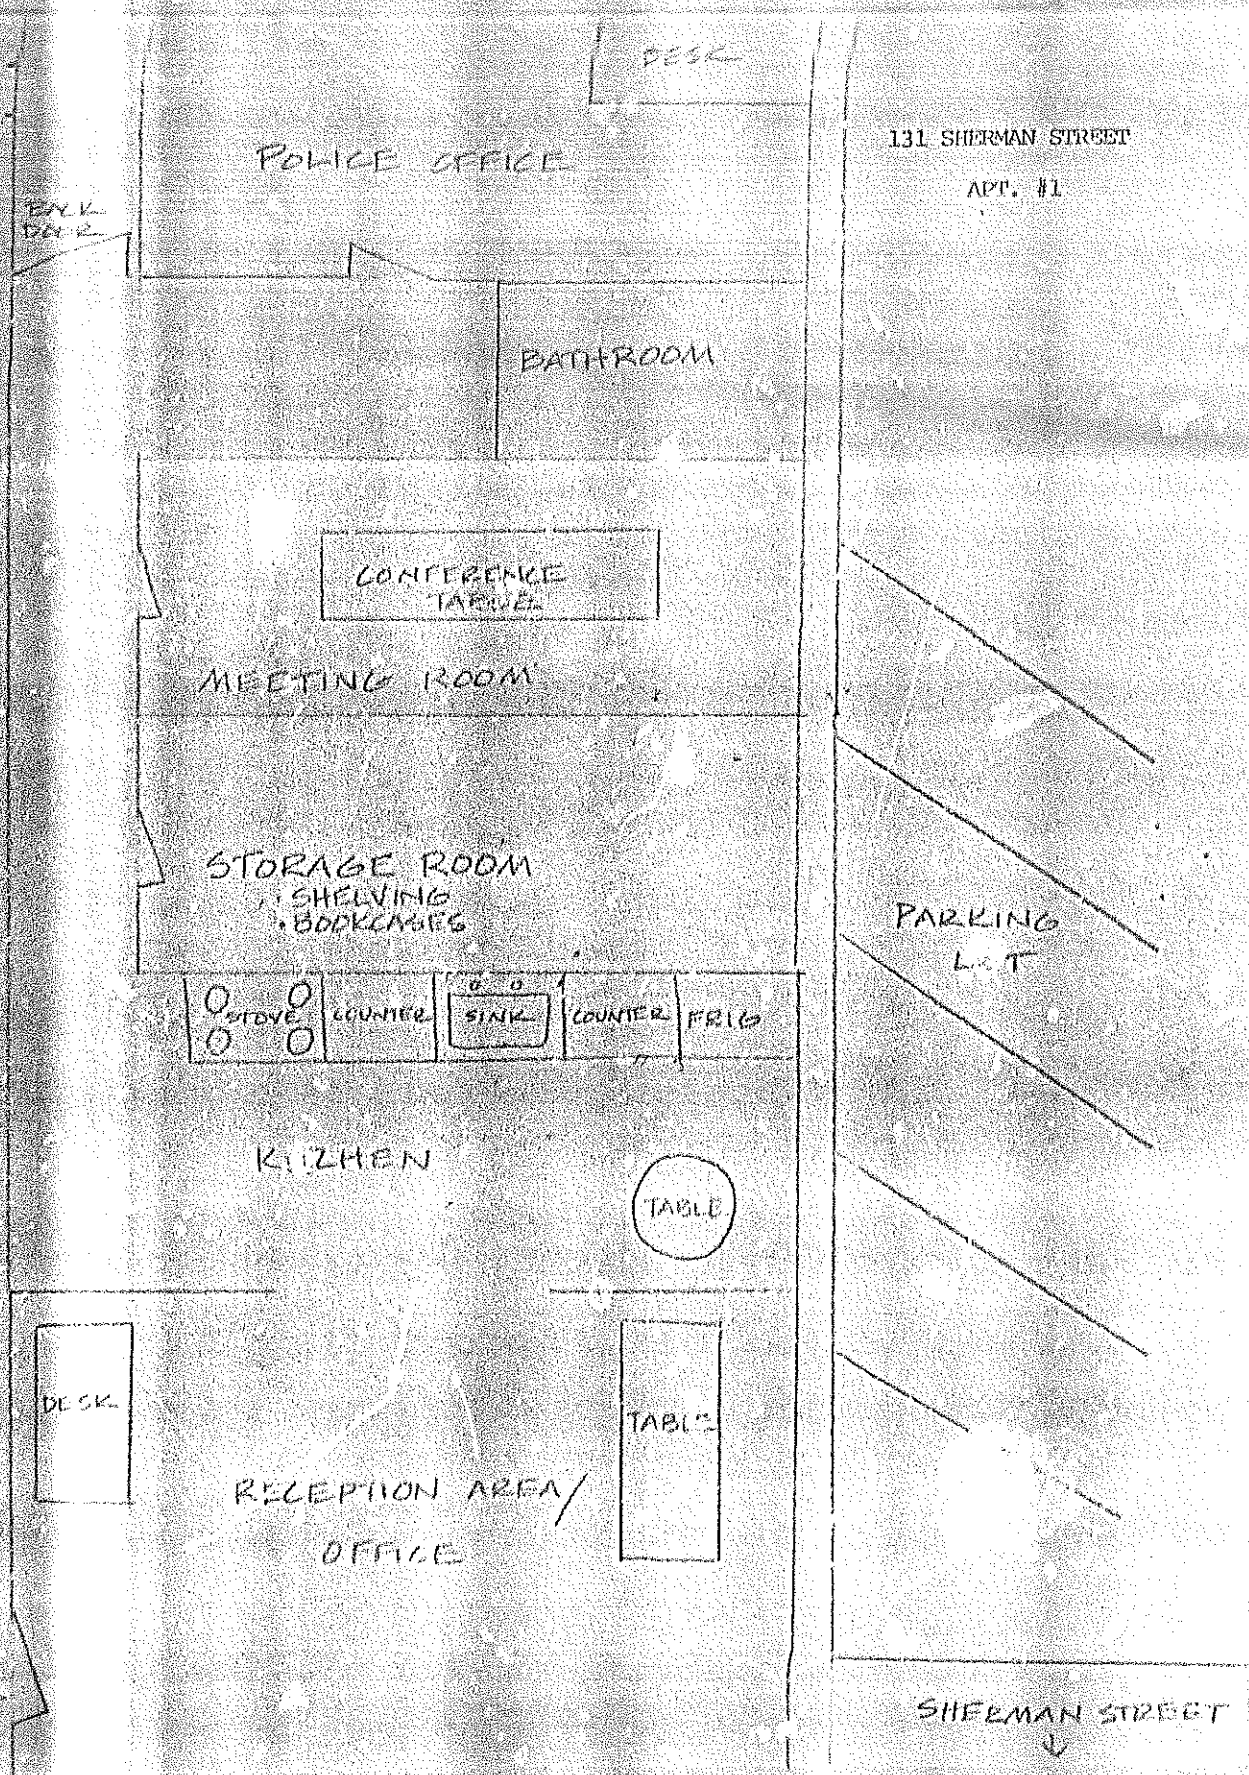 DESK
131 SHERMAN STREET
APT. #1
POLICE OFFICE
BACK
DOOR
BATHROOM
CONFERENCE
TABLE
MEETING ROOM
STORAGE ROOM
• SHELVING
• BOOKCASES
PARKING
LOT
STOVE COUNTER SINK COUNTER FRIG
KITCHEN
TABLE
DESK
TABLE
RECEPTION AREA/
OFFICE
SHERMAN STREET